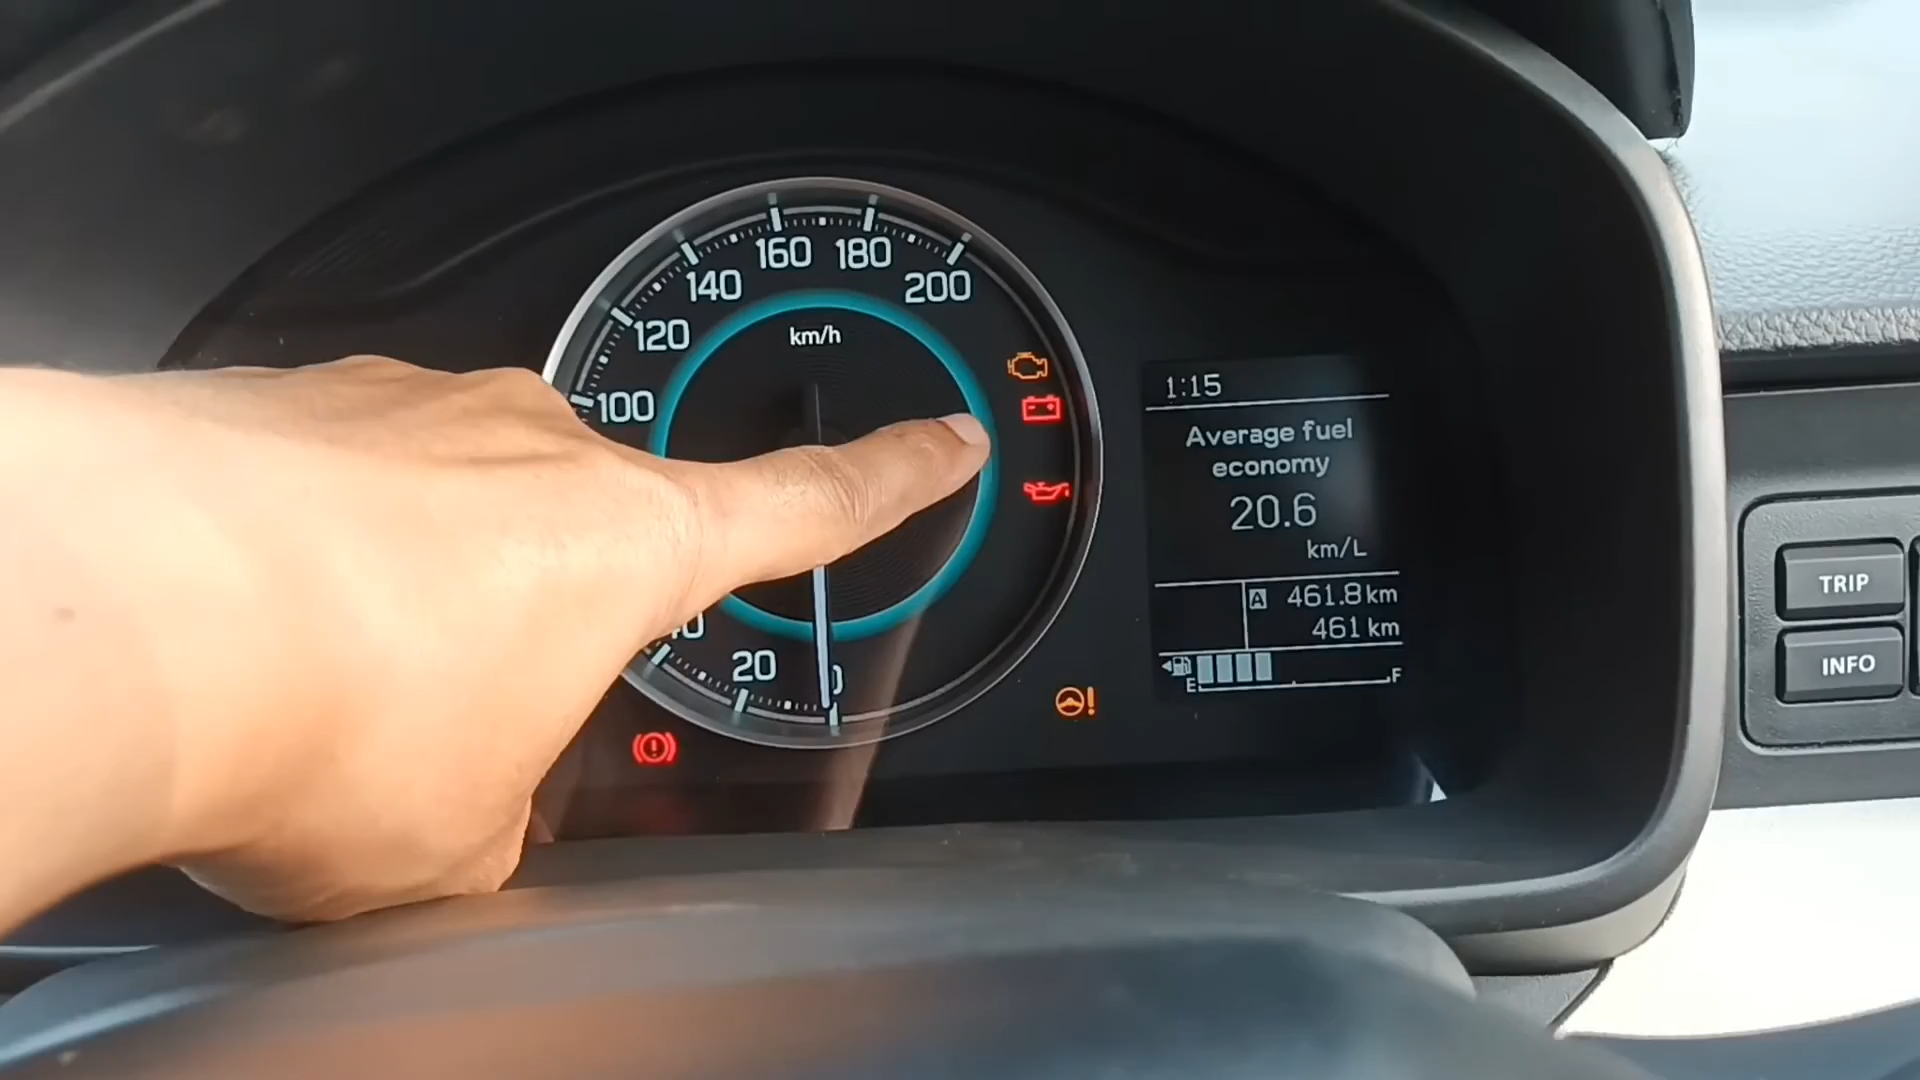 160 180
140 200
120
km/h
100
20
1:15
Average fuel
economy
20.6
km/L
A 461.8 km
461 km
E F
TRIP
INFO